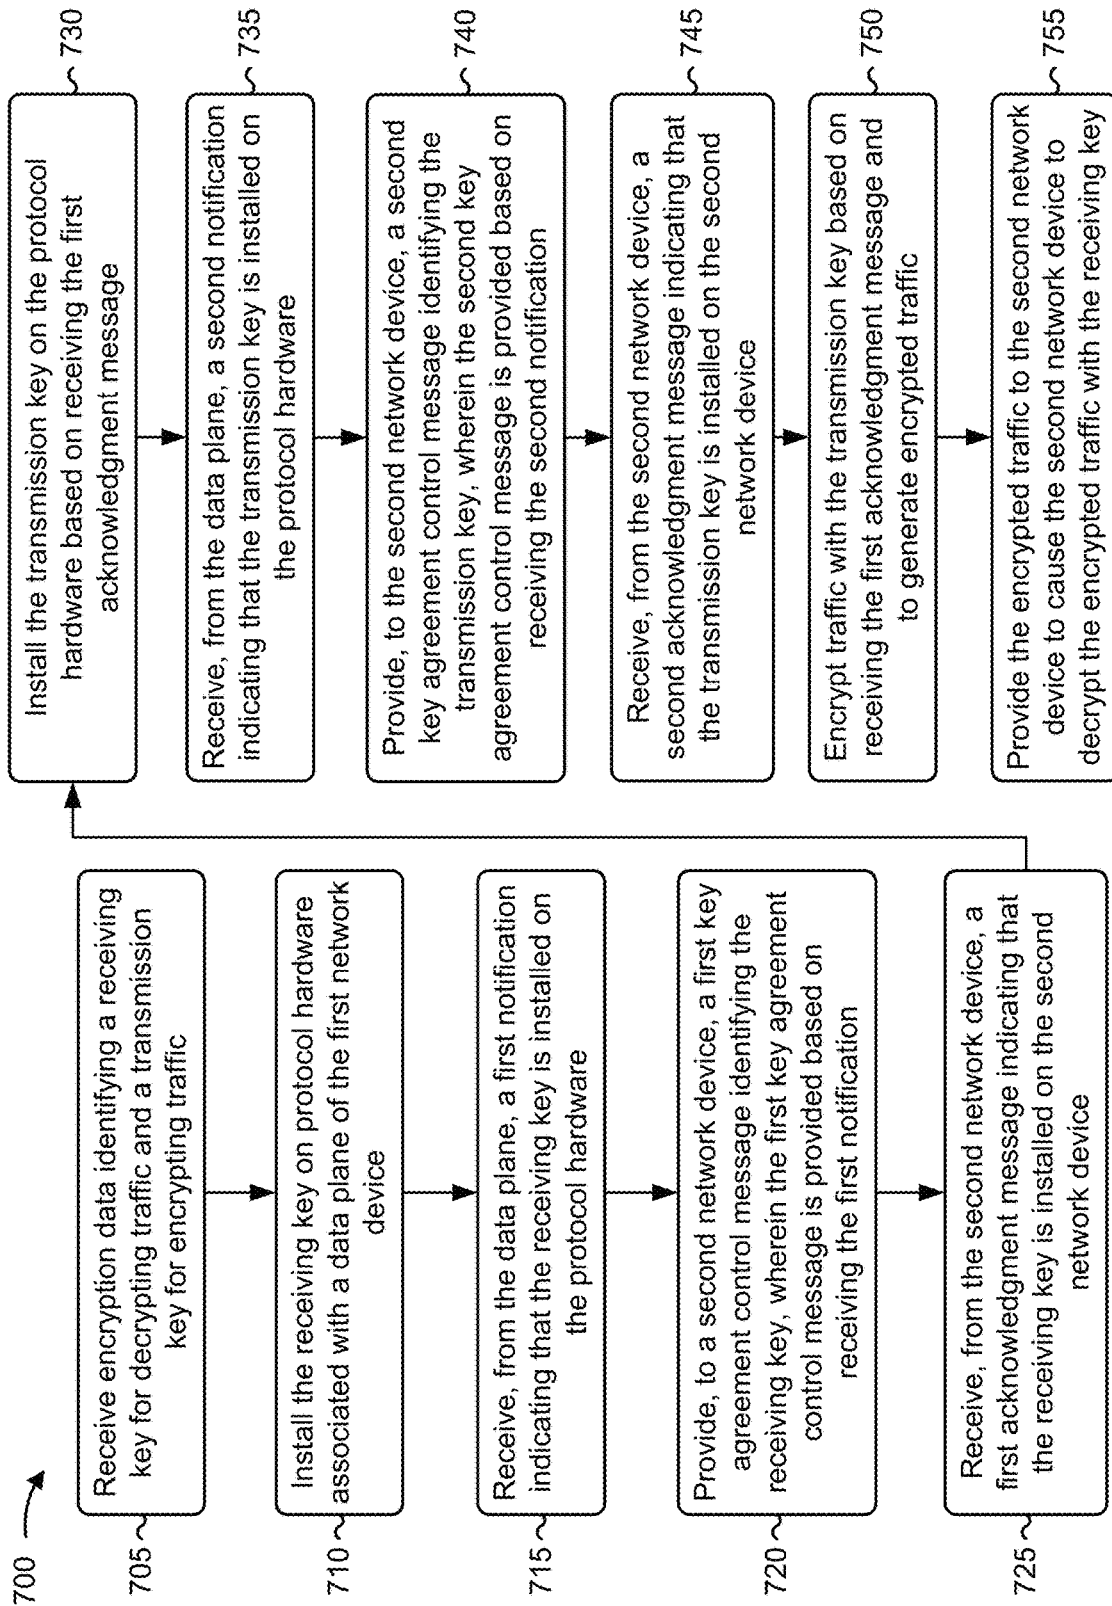 700
705
Receive encryption data identifying a receiving
key for decrypting traffic and a transmission
key for encrypting traffic
710
Install the receiving key on protocol hardware
associated with a data plane of the first network
device
715
Receive, from the data plane, a first notification
indicating that the receiving key is installed on
the protocol hardware
720
Provide, to a second network device, a first key
agreement control message identifying the
receiving key, wherein the first key agreement
control message is provided based on
receiving the first notification
725
Receive, from the second network device, a
first acknowledgment message indicating that
the receiving key is installed on the second
network device
Install the transmission key on the protocol
hardware based on receiving the first
acknowledgment message
730
Receive, from the data plane, a second notification
indicating that the transmission key is installed on
the protocol hardware
735
Provide, to the second network device, a second
key agreement control message identifying the
transmission key, wherein the second key
agreement control message is provided based on
receiving the second notification
740
Receive, from the second network device, a
second acknowledgment message indicating that
the transmission key is installed on the second
network device
745
Encrypt traffic with the transmission key based on
receiving the first acknowledgment message and
to generate encrypted traffic
750
Provide the encrypted traffic to the second network
device to cause the second network device to
decrypt the encrypted traffic with the receiving key
755